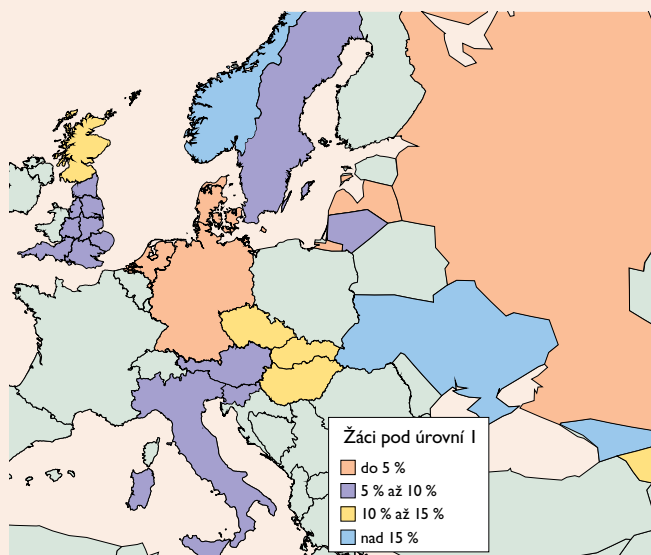 Žáci pod úrovní 1
do 5 %
5 % až 10 %
10 % až 15 %
nad 15 %